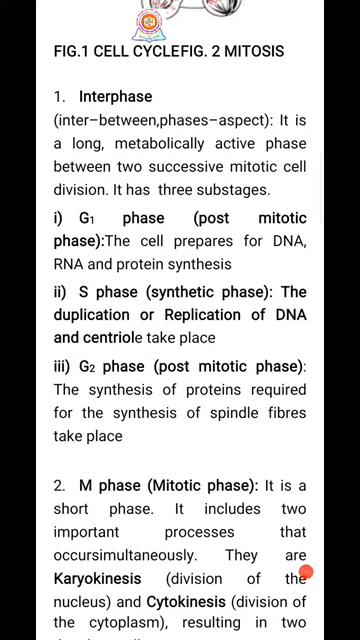 FIG.1 CELL CYCLEFIG. 2 MITOSIS
1. Interphase
(inter–between,phases–aspect): It is
a long, metabolically active phase
between two successive mitotic cell
division. It has three substages.
i) G1 phase (post mitotic
phase):The cell prepares for DNA,
RNA and protein synthesis
ii) S phase (synthetic phase): The
duplication or Replication of DNA
and centriole take place
iii) G2 phase (post mitotic phase):
The synthesis of proteins required
for the synthesis of spindle fibres
take place
2. M phase (Mitotic phase): It is a
short phase. It includes two
important processes that
occursimultaneously. They are
Karyokinesis (division of the
nucleus) and Cytokinesis (division of
the cytoplasm), resulting in two